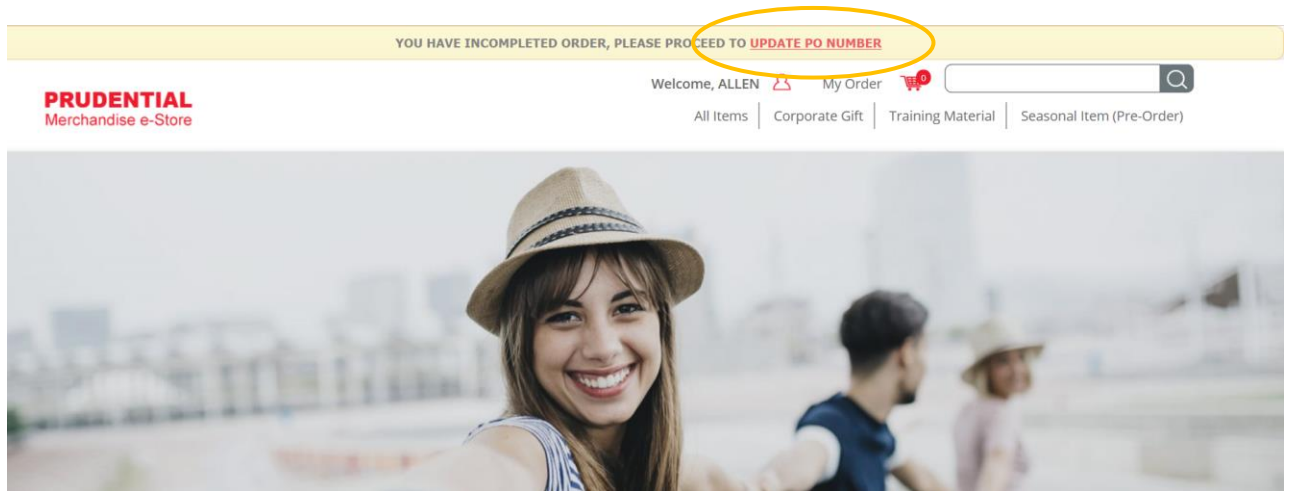 YOU HAVE INCOMPLETED ORDER, PLEASE PROCEED TO UPDATE PO NUMBER
Welcome, ALLEN My Order 0
PRUDENTIAL
Merchandise e-Store
All Items Corporate Gift Training Material Seasonal Item (Pre-Order)